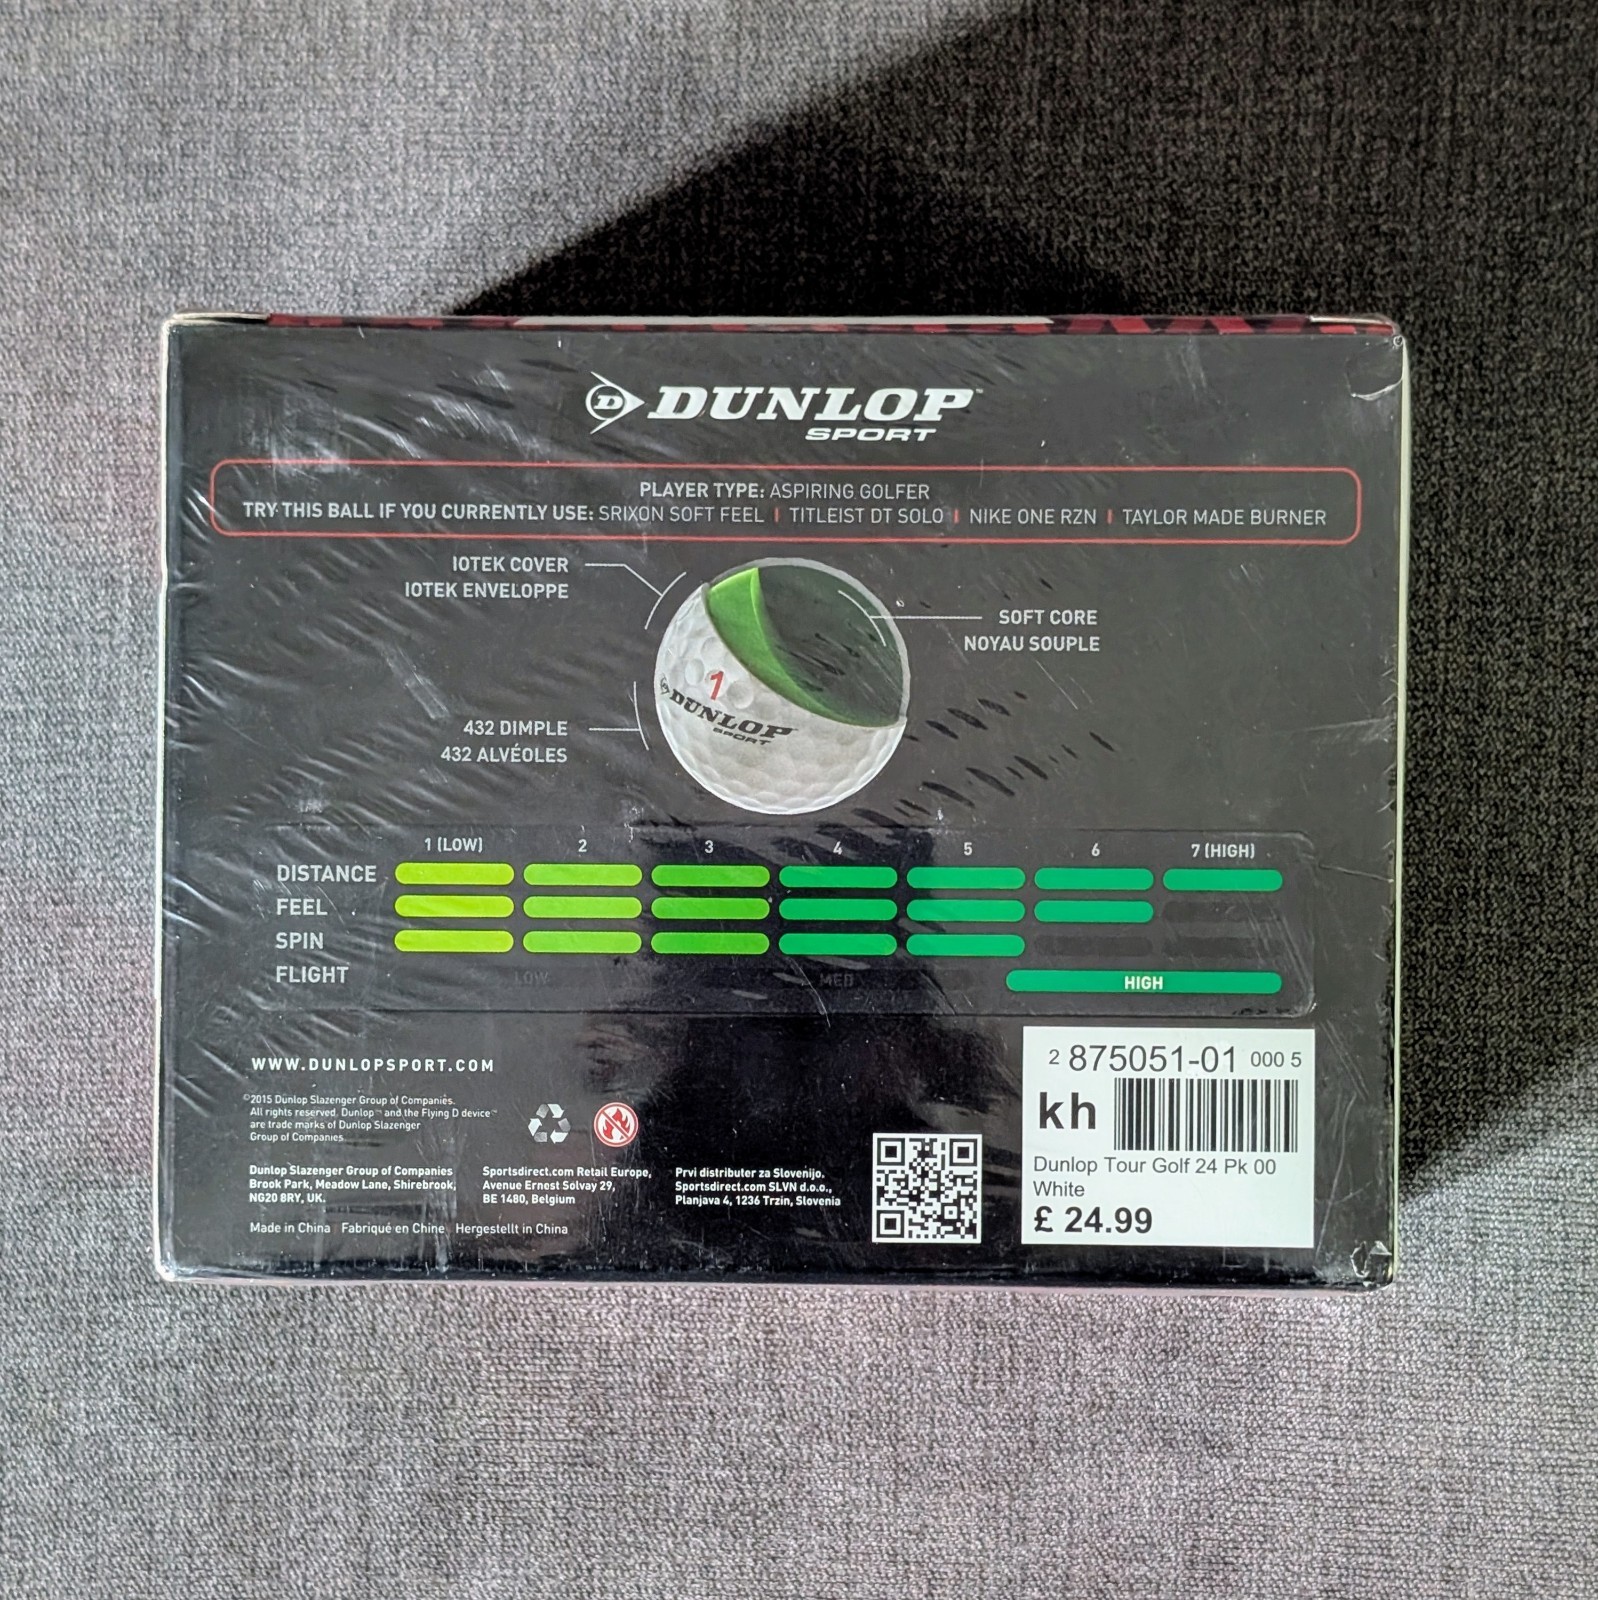 DUNLOP™
SPORT
PLAYER TYPE: ASPIRING GOLFER
TRY THIS BALL IF YOU CURRENTLY USE: SRIXON SOFT FEEL | TITLEIST DT SOLO | NIKE ONE RZN | TAYLOR MADE BURNER
IOTEK COVER
IOTEK ENVELOPPE
SOFT CORE
NOYAU SOUPLE
1
DUNLOP
SPORT
432 DIMPLE
432 ALVÉOLES
1 (LOW) 2 3 4 5 6 7 (HIGH)
DISTANCE
FEEL
SPIN
FLIGHT LOW MED HIGH
WWW.DUNLOPSPORT.COM
©2015 Dunlop Slazenger Group of Companies.
All rights reserved. Dunlop™ and the Flying D device™
are trade marks of Dunlop Slazenger
Group of Companies
Dunlop Slazenger Group of Companies
Brook Park, Meadow Lane, Shirebrook,
NG20 8RY, UK.
Sportsdirect.com Retail Europe,
Avenue Ernest Solvay 29,
BE 1480, Belgium
Prvi distributer za Slovenijo.
Sportsdirect.com SLVN d.o.o.,
Planjava 4, 1236 Trzin, Slovenia
Made in China Fabriqué en Chine Hergestellt in China
2 875051-01 000 5
kh
Dunlop Tour Golf 24 Pk 00
White
£ 24.99